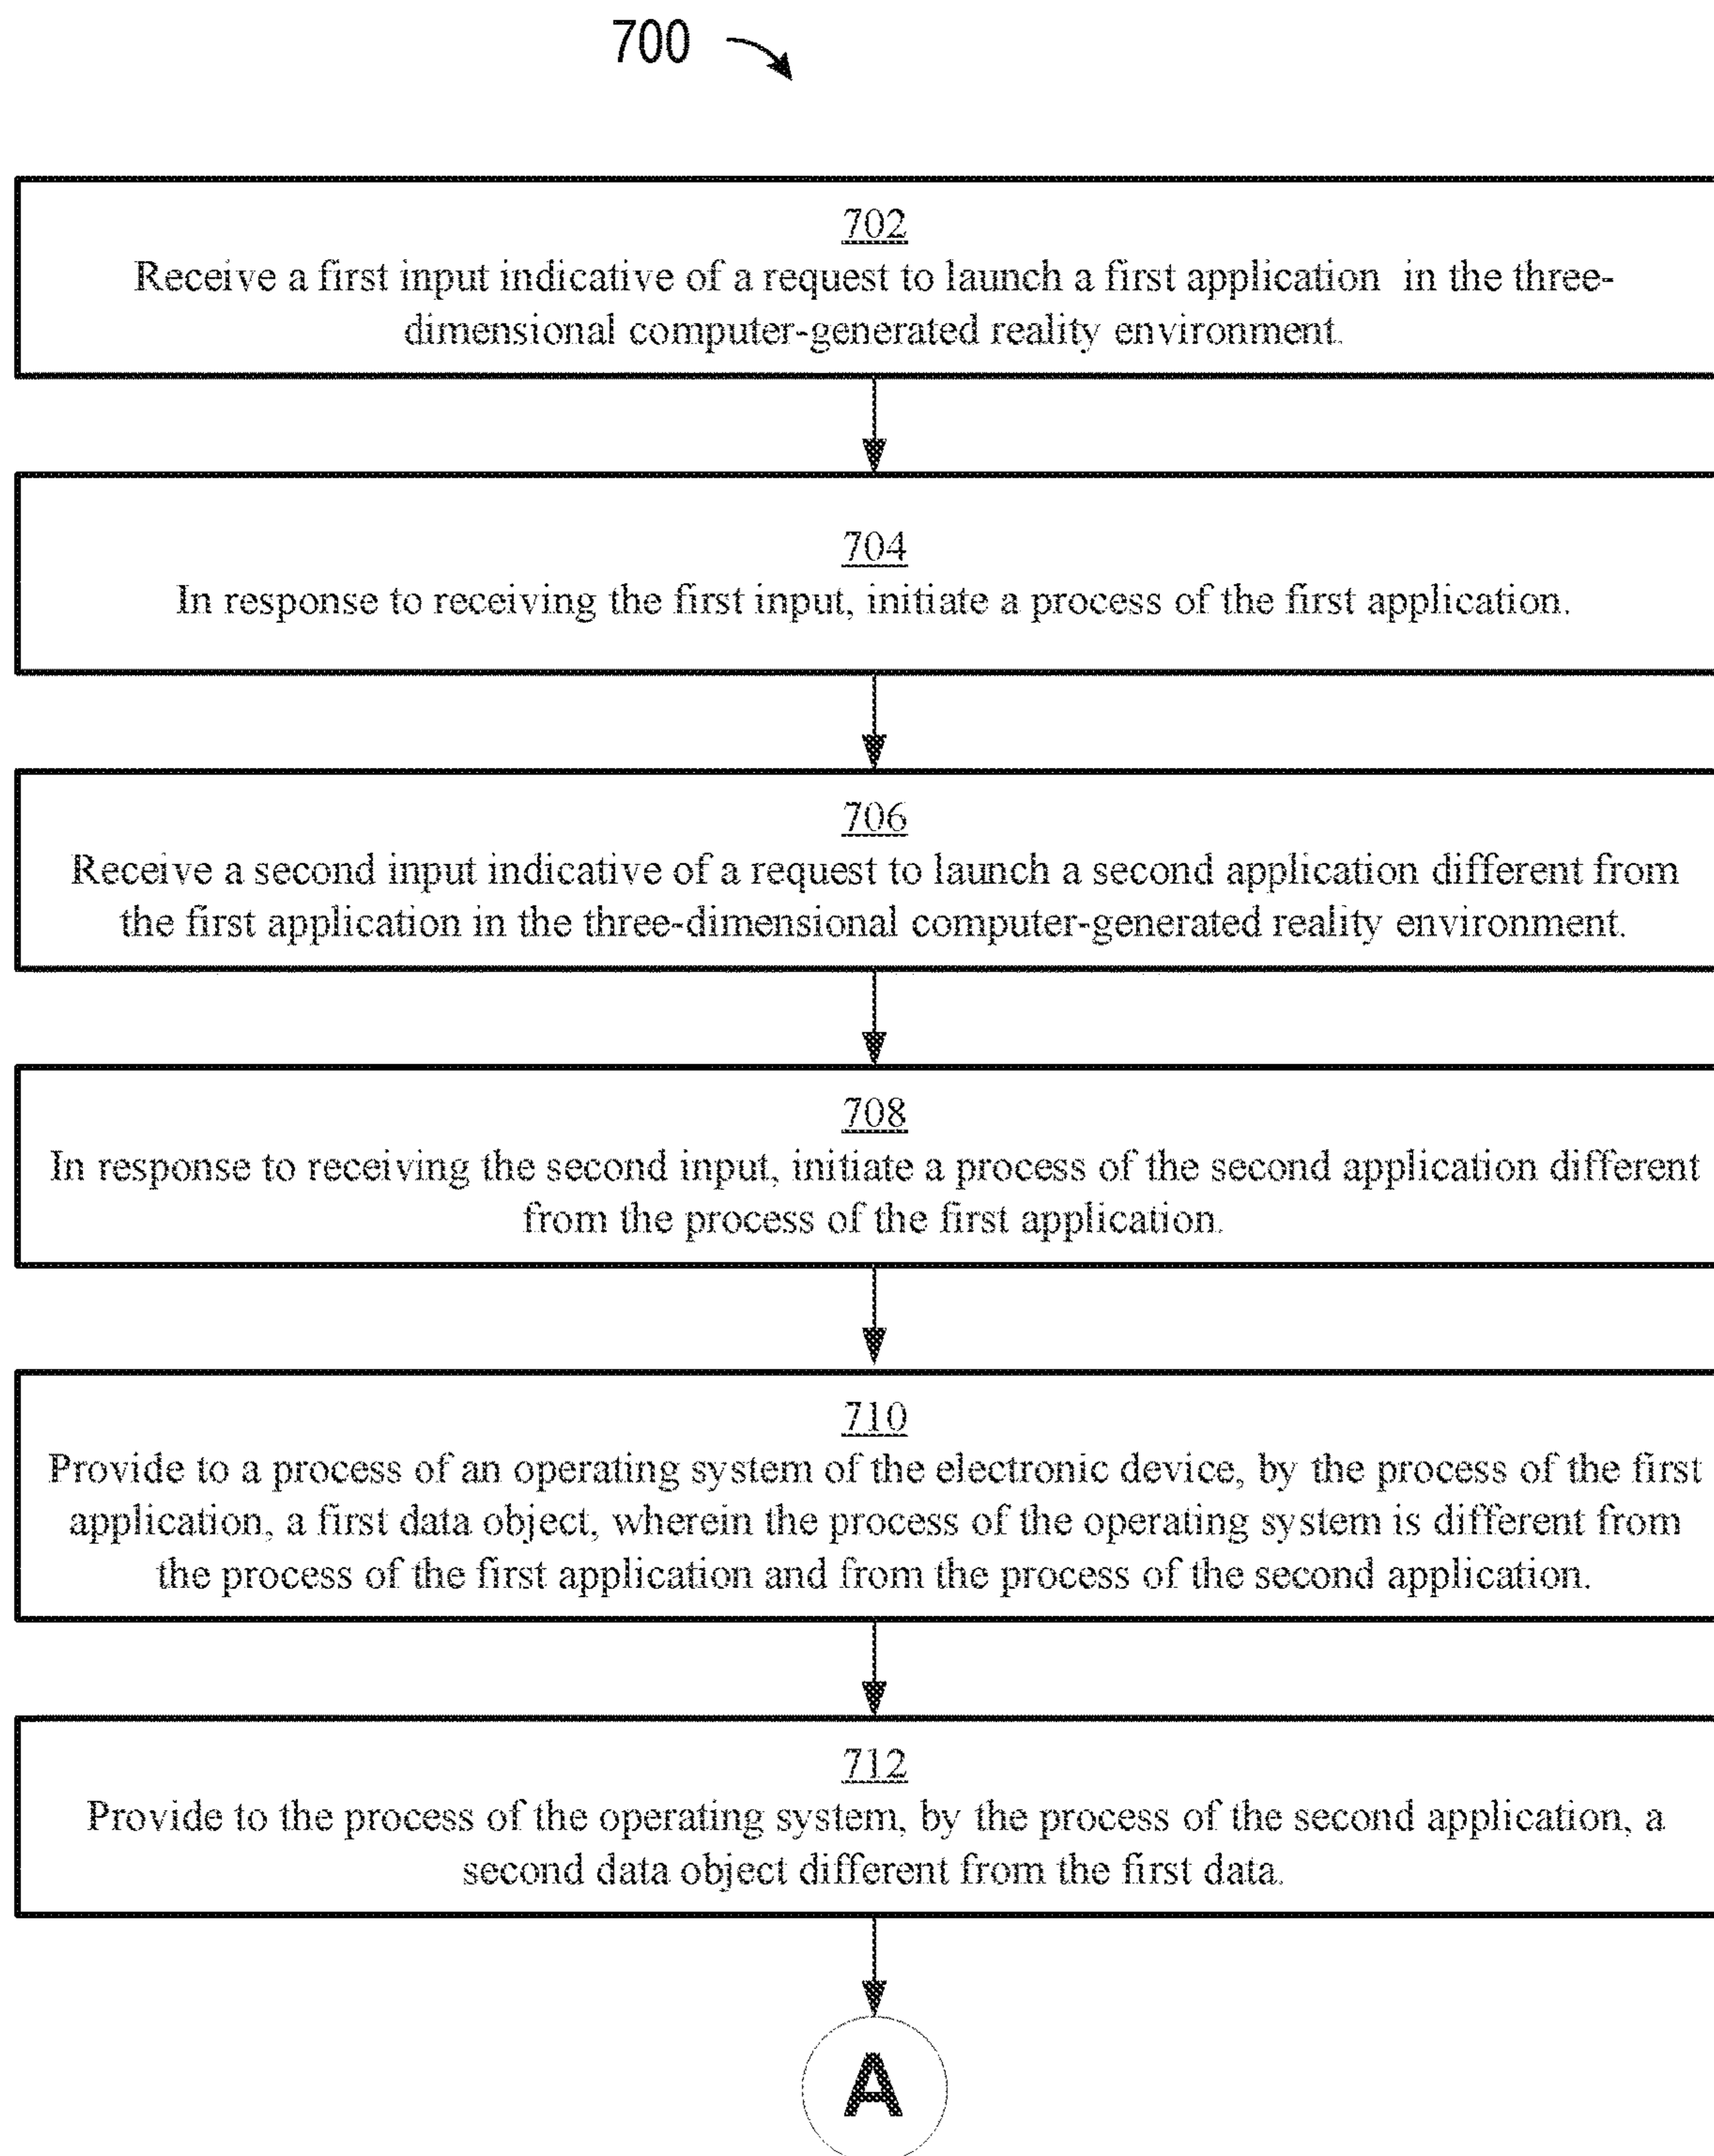 700
702
Receive a first input indicative of a request to launch a first application in the three-
dimensional computer-generated reality environment.
704
In response to receiving the first input, initiate a process of the first application.
706
Receive a second input indicative of a request to launch a second application different from
the first application in the three-dimensional computer-generated reality environment.
708
In response to receiving the second input, initiate a process of the second application different
from the process of the first application.
710
Provide to a process of an operating system of the electronic device, by the process of the first
application, a first data object, wherein the process of the operating system is different from
the process of the first application and from the process of the second application.
712
Provide to the process of the operating system, by the process of the second application, a
second data object different from the first data.
A